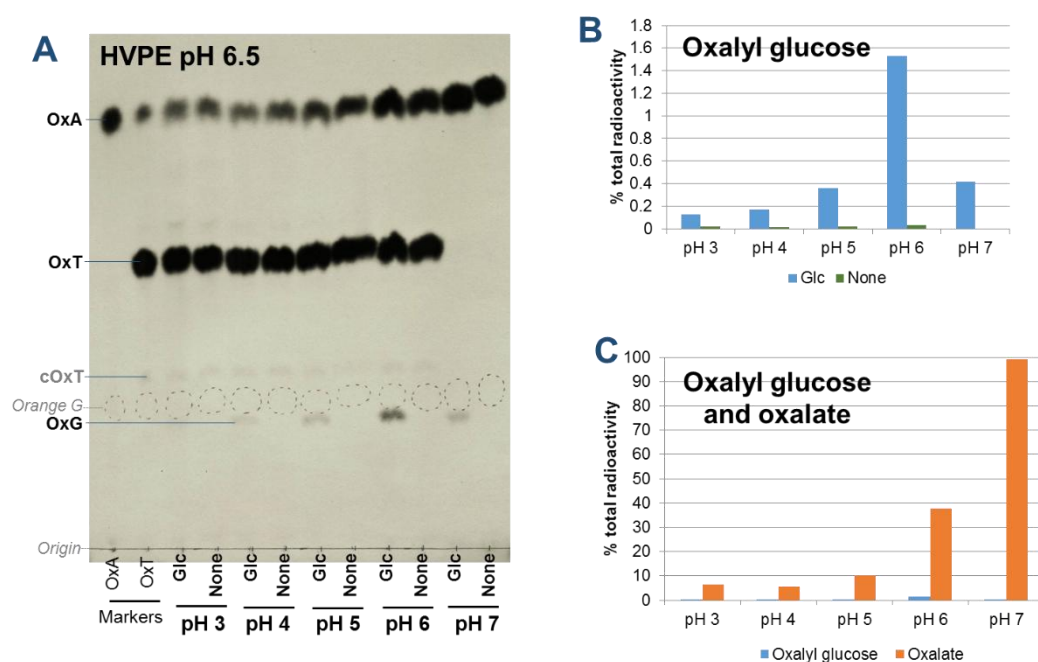 A
HVPE pH 6.5
OxA
OxT
cOxT
Orange G
OxG
Origin
OxA
OxT
Glc
None
Glc
None
Glc
None
Glc
None
Glc
None
Markers
pH 3
pH 4
pH 5
pH 6
pH 7
B
Oxalyl glucose
% total radioactivity
1.8
1.6
1.4
1.2
1
0.8
0.6
0.4
0.2
0
pH 3 pH 4 pH 5 pH 6 pH 7
Glc None
C
Oxalyl glucose
and oxalate
% total radioactivity
100
90
80
70
60
50
40
30
20
10
0
pH 3 pH 4 pH 5 pH 6 pH 7
Oxalyl glucose Oxalate